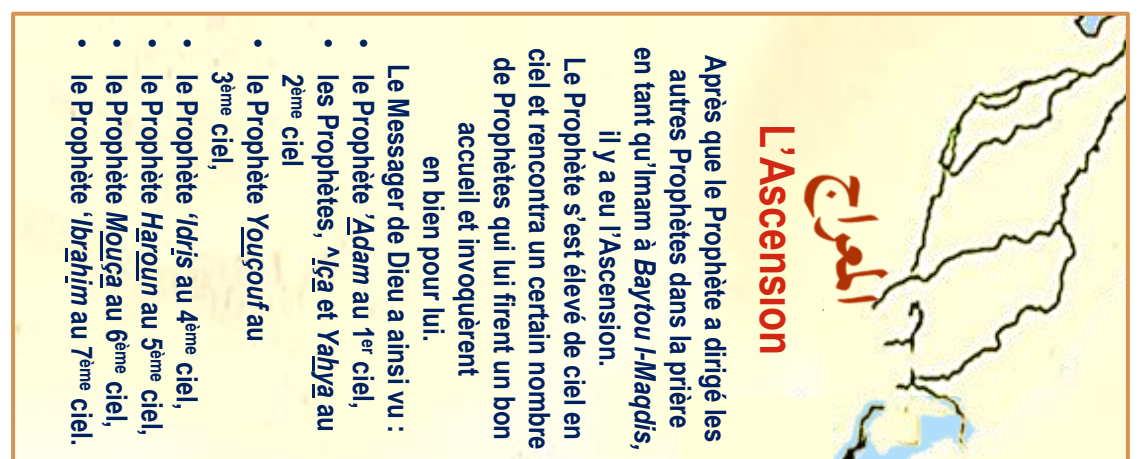 المعراج
L'Ascension
Après que le Prophète a dirigé les
autres Prophètes dans la prière
en tant qu'Imam à Baytou l-Maqdis,
il y a eu l'Ascension.
Le Prophète s'est élevé de ciel en
ciel et rencontra un certain nombre
de Prophètes qui lui firent un bon
accueil et invoquèrent
en bien pour lui.
Le Messager de Dieu a ainsi vu :
• le Prophète 'Adam au 1er ciel,
• les Prophètes, ^Iça et Yahya au
2ème ciel
• le Prophète Youçouf au
3ème ciel,
• le Prophète 'Idris au 4ème ciel,
• le Prophète Haroun au 5ème ciel,
• le Prophète Mouça au 6ème ciel,
• le Prophète 'Ibrahim au 7ème ciel.